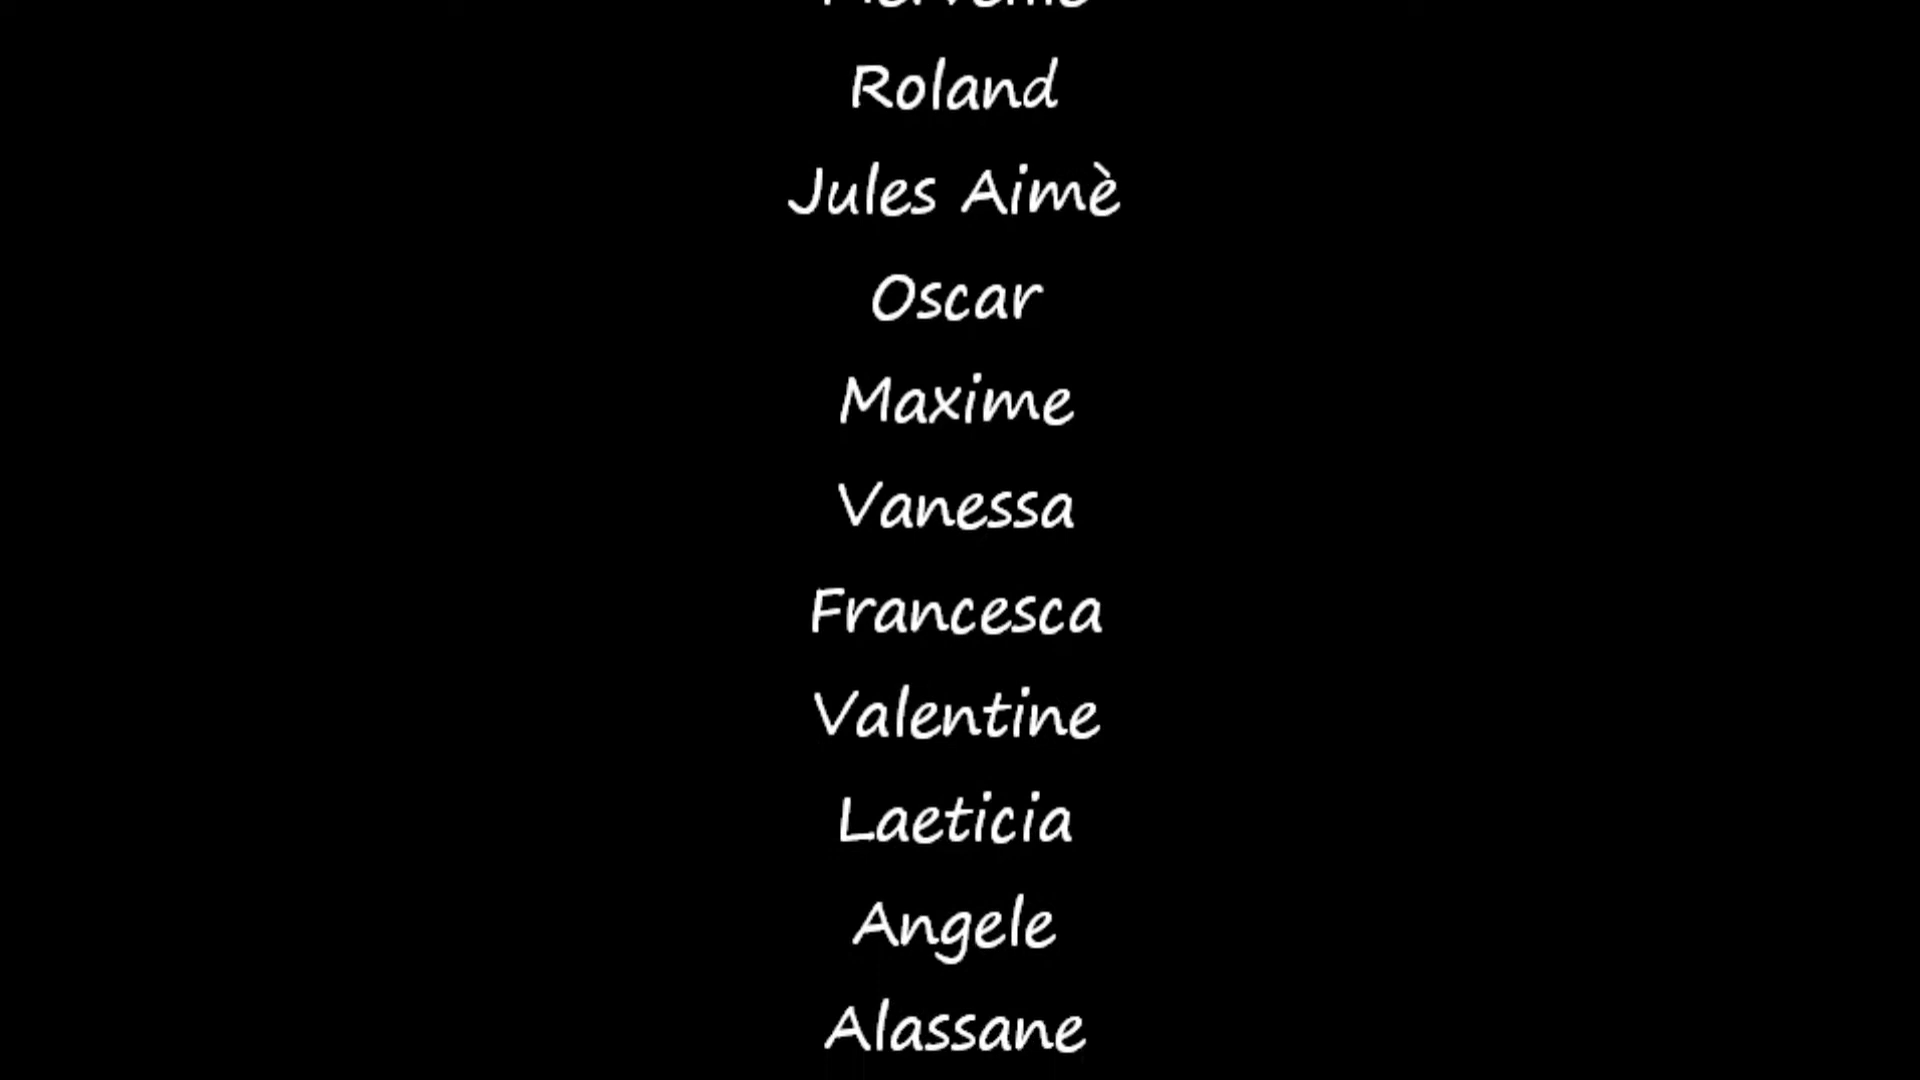 Roland
Jules Aimè
Oscar
Maxime
Vanessa
Francesca
Valentine
Laeticia
Angele
Alassane